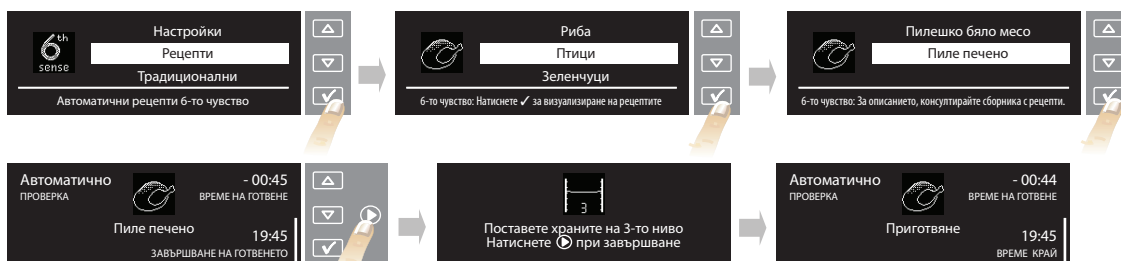 6th
sense
Настройки
Рецепти
Традиционални
Автоматични рецепти 6-то чувство
Риба
Птици
Зеленчуци
6-то чувство: Натиснете ✓ за визуализиране на рецептите
Пилешко бяло месо
Пиле печено
6-то чувство: За описанието, консултирайте сборника с рецепти.
Автоматично - 00:45
ПРОВЕРКА ВРЕМЕ НА ГОТВЕНЕ
Пиле печено
19:45
ЗАВЪРШВАНЕ НА ГОТВЕНЕТО
3
Поставете храните на 3-то ниво
Натиснете при завършване
Автоматично - 00:44
ПРОВЕРКА ВРЕМЕ НА ГОТВЕНЕ
Приготвяне
19:45
ВРЕМЕ КРАЙ